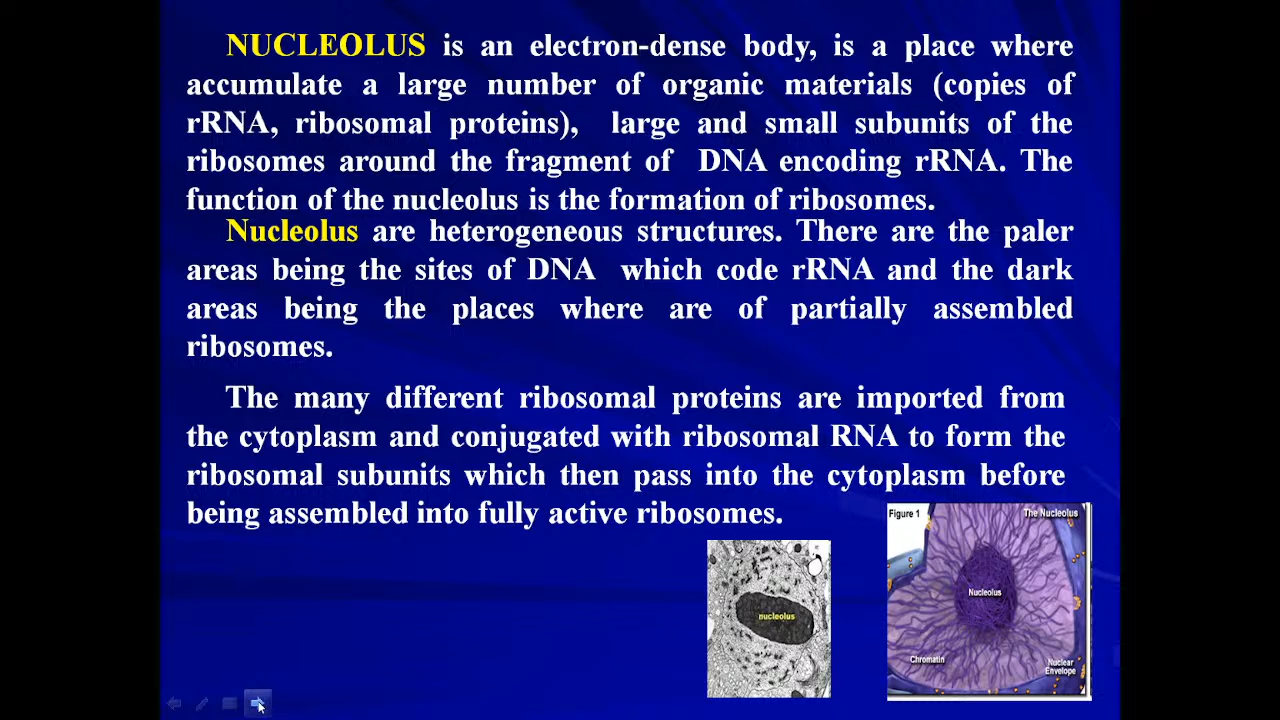 NUCLEOLUS is an electron-dense body, is a place where
accumulate a large number of organic materials (copies of
rRNA, ribosomal proteins), large and small subunits of the
ribosomes around the fragment of DNA encoding rRNA. The
function of the nucleolus is the formation of ribosomes.
Nucleolus are heterogeneous structures. There are the paler
areas being the sites of DNA which code rRNA and the dark
areas being the places where are of partially assembled
ribosomes.
The many different ribosomal proteins are imported from
the cytoplasm and conjugated with ribosomal RNA to form the
ribosomal subunits which then pass into the cytoplasm before
being assembled into fully active ribosomes.
nucleolus
Figure 1
The Nucleolus
Nucleolus
Chromatin
Nuclear
Envelope